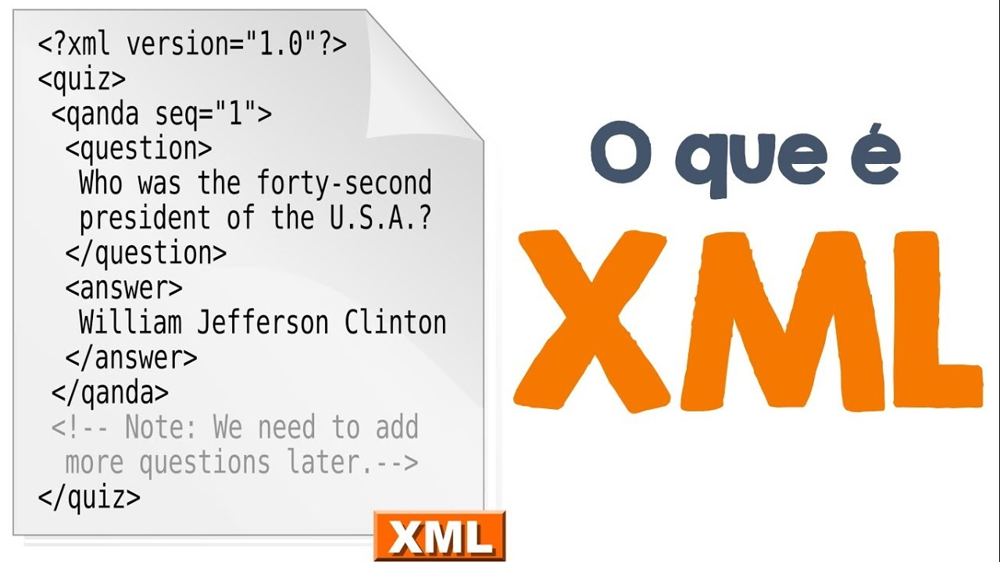 <?xml version="1.0"?>
<quiz>
<qanda seq="1">
<question>
Who was the forty-second
president of the U.S.A.?
</question>
<answer>
William Jefferson Clinton
</answer>
</qanda>
<!-- Note: We need to add
more questions later.-->
</quiz>
XML
O que é
XML